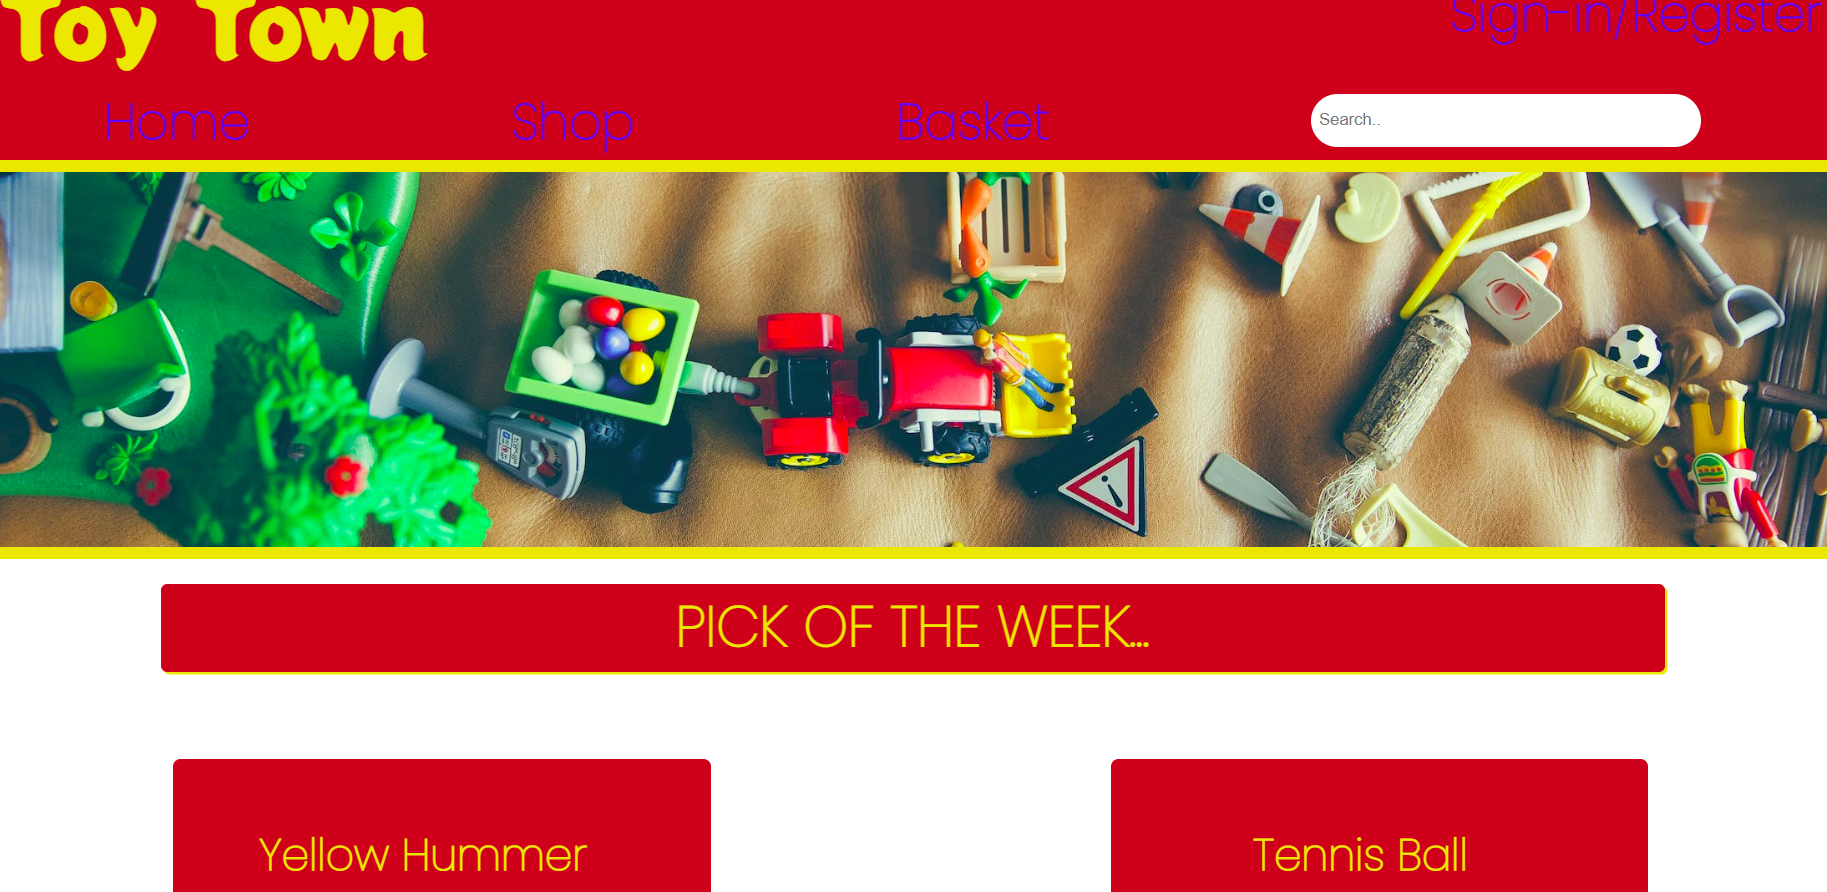 Toy Town
Sign-in/Register
Home
Shop
Basket
Search..
PICK OF THE WEEK...
Yellow Hummer
Tennis Ball